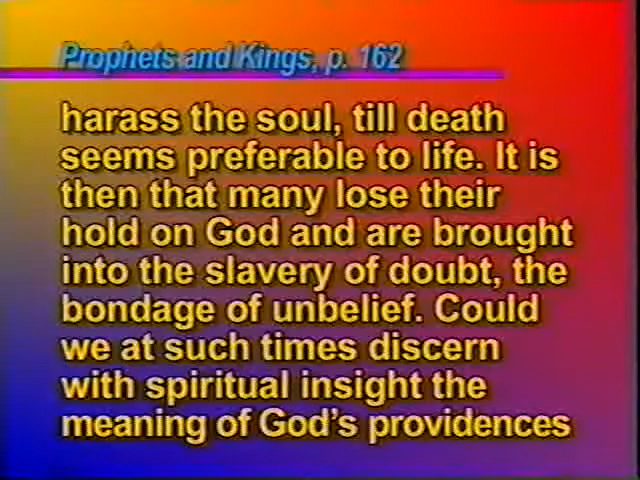 Prophets and Kings, p. 162
harass the soul, till death
seems preferable to life. It is
then that many lose their
hold on God and are brought
into the slavery of doubt, the
bondage of unbelief. Could
we at such times discern
with spiritual insight the
meaning of God's providences